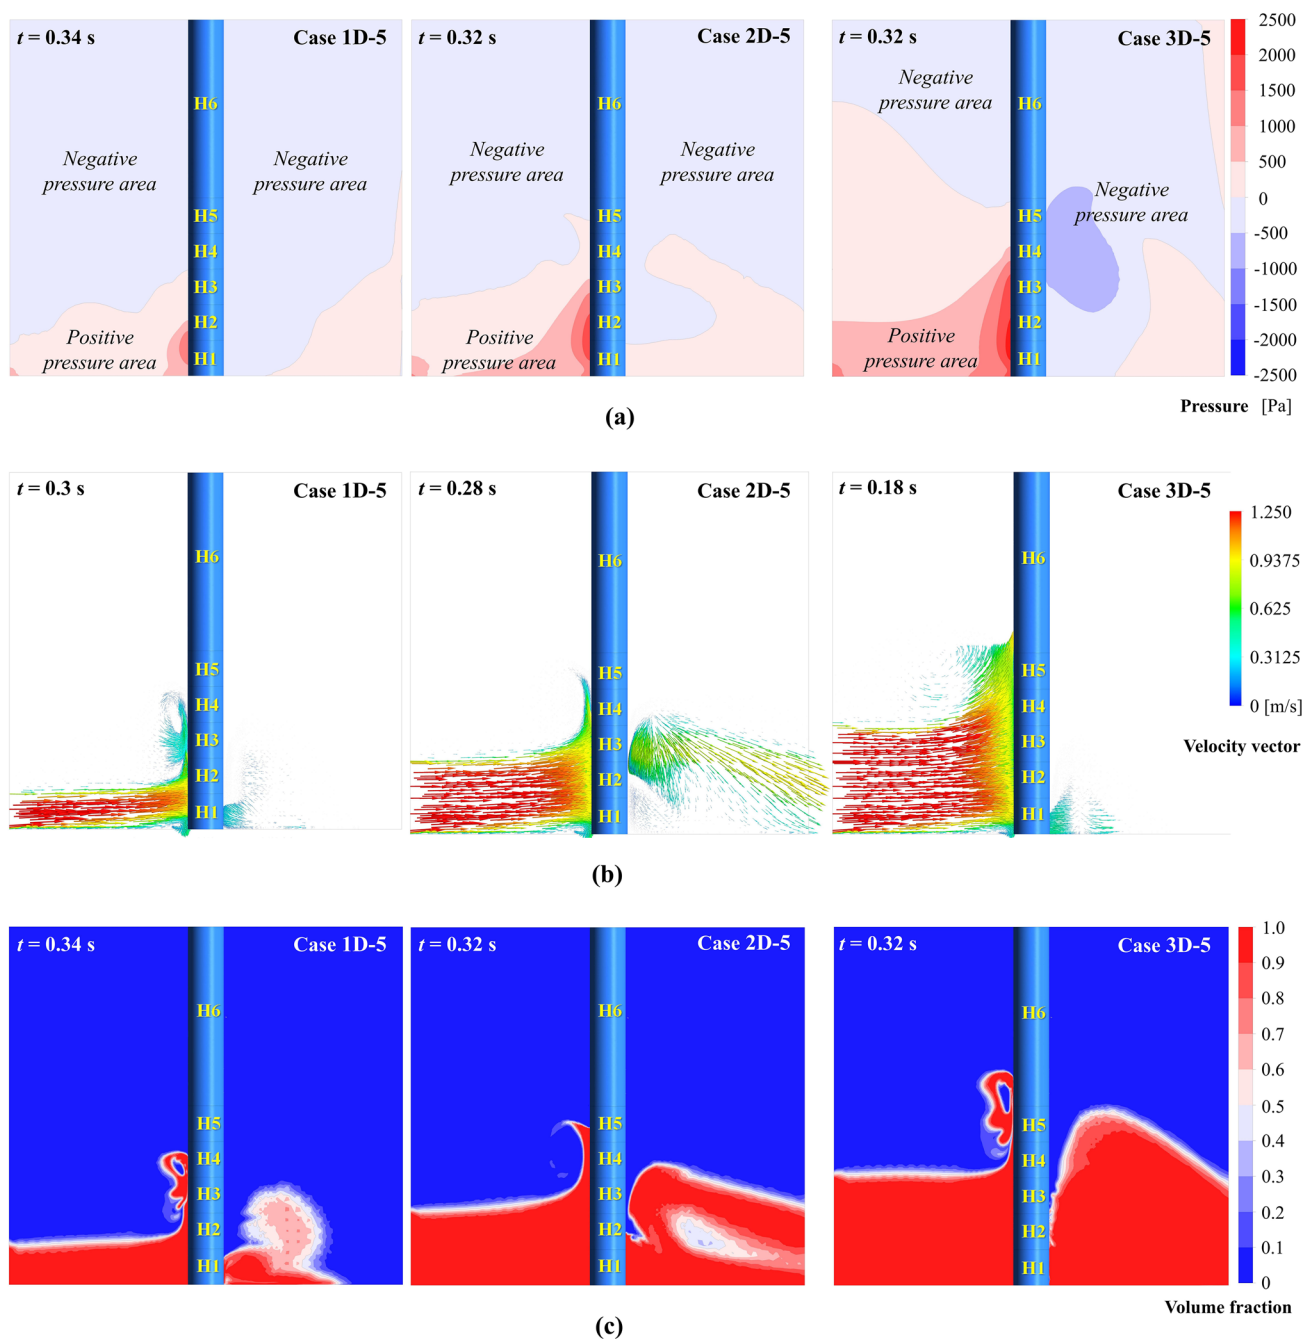 t = 0.34 s
Case 1D-5
H6
Negative
pressure area
Negative
pressure area
H5
H4
H3
H2
H1
Positive
pressure area
t = 0.32 s
Case 2D-5
H6
Negative
pressure area
Negative
pressure area
H5
H4
H3
H2
H1
Positive
pressure area
t = 0.32 s
Case 3D-5
Negative
pressure area
H6
Negative
pressure area
H5
H4
H3
H2
H1
Positive
pressure area
2500
2000
1500
1000
500
0
-500
-1000
-1500
-2000
-2500
Pressure [Pa]
(a)
t = 0.3 s
Case 1D-5
H6
H5
H4
H3
H2
H1
t = 0.28 s
Case 2D-5
H6
H5
H4
H3
H2
H1
t = 0.18 s
Case 3D-5
H6
H5
H4
H3
H2
H1
1.250
0.9375
0.625
0.3125
0 [m/s]
Velocity vector
(b)
t = 0.34 s
Case 1D-5
H6
H5
H4
H3
H2
H1
t = 0.32 s
Case 2D-5
H6
H5
H4
H3
H2
H1
t = 0.32 s
Case 3D-5
H6
H5
H4
H3
H2
H1
1.0
0.9
0.8
0.7
0.6
0.5
0.4
0.3
0.2
0.1
0
Volume fraction
(c)